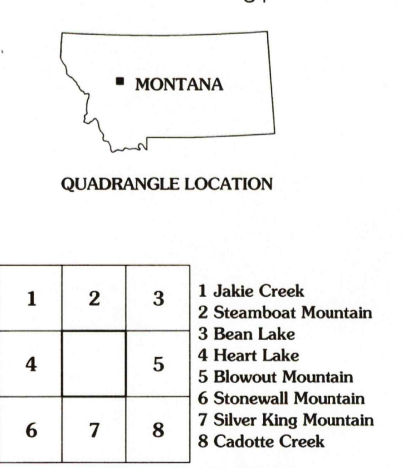 MONTANA
QUADRANGLE LOCATION
1 2 3
4 5
6 7 8
1 Jakie Creek
2 Steamboat Mountain
3 Bean Lake
4 Heart Lake
5 Blowout Mountain
6 Stonewall Mountain
7 Silver King Mountain
8 Cadotte Creek